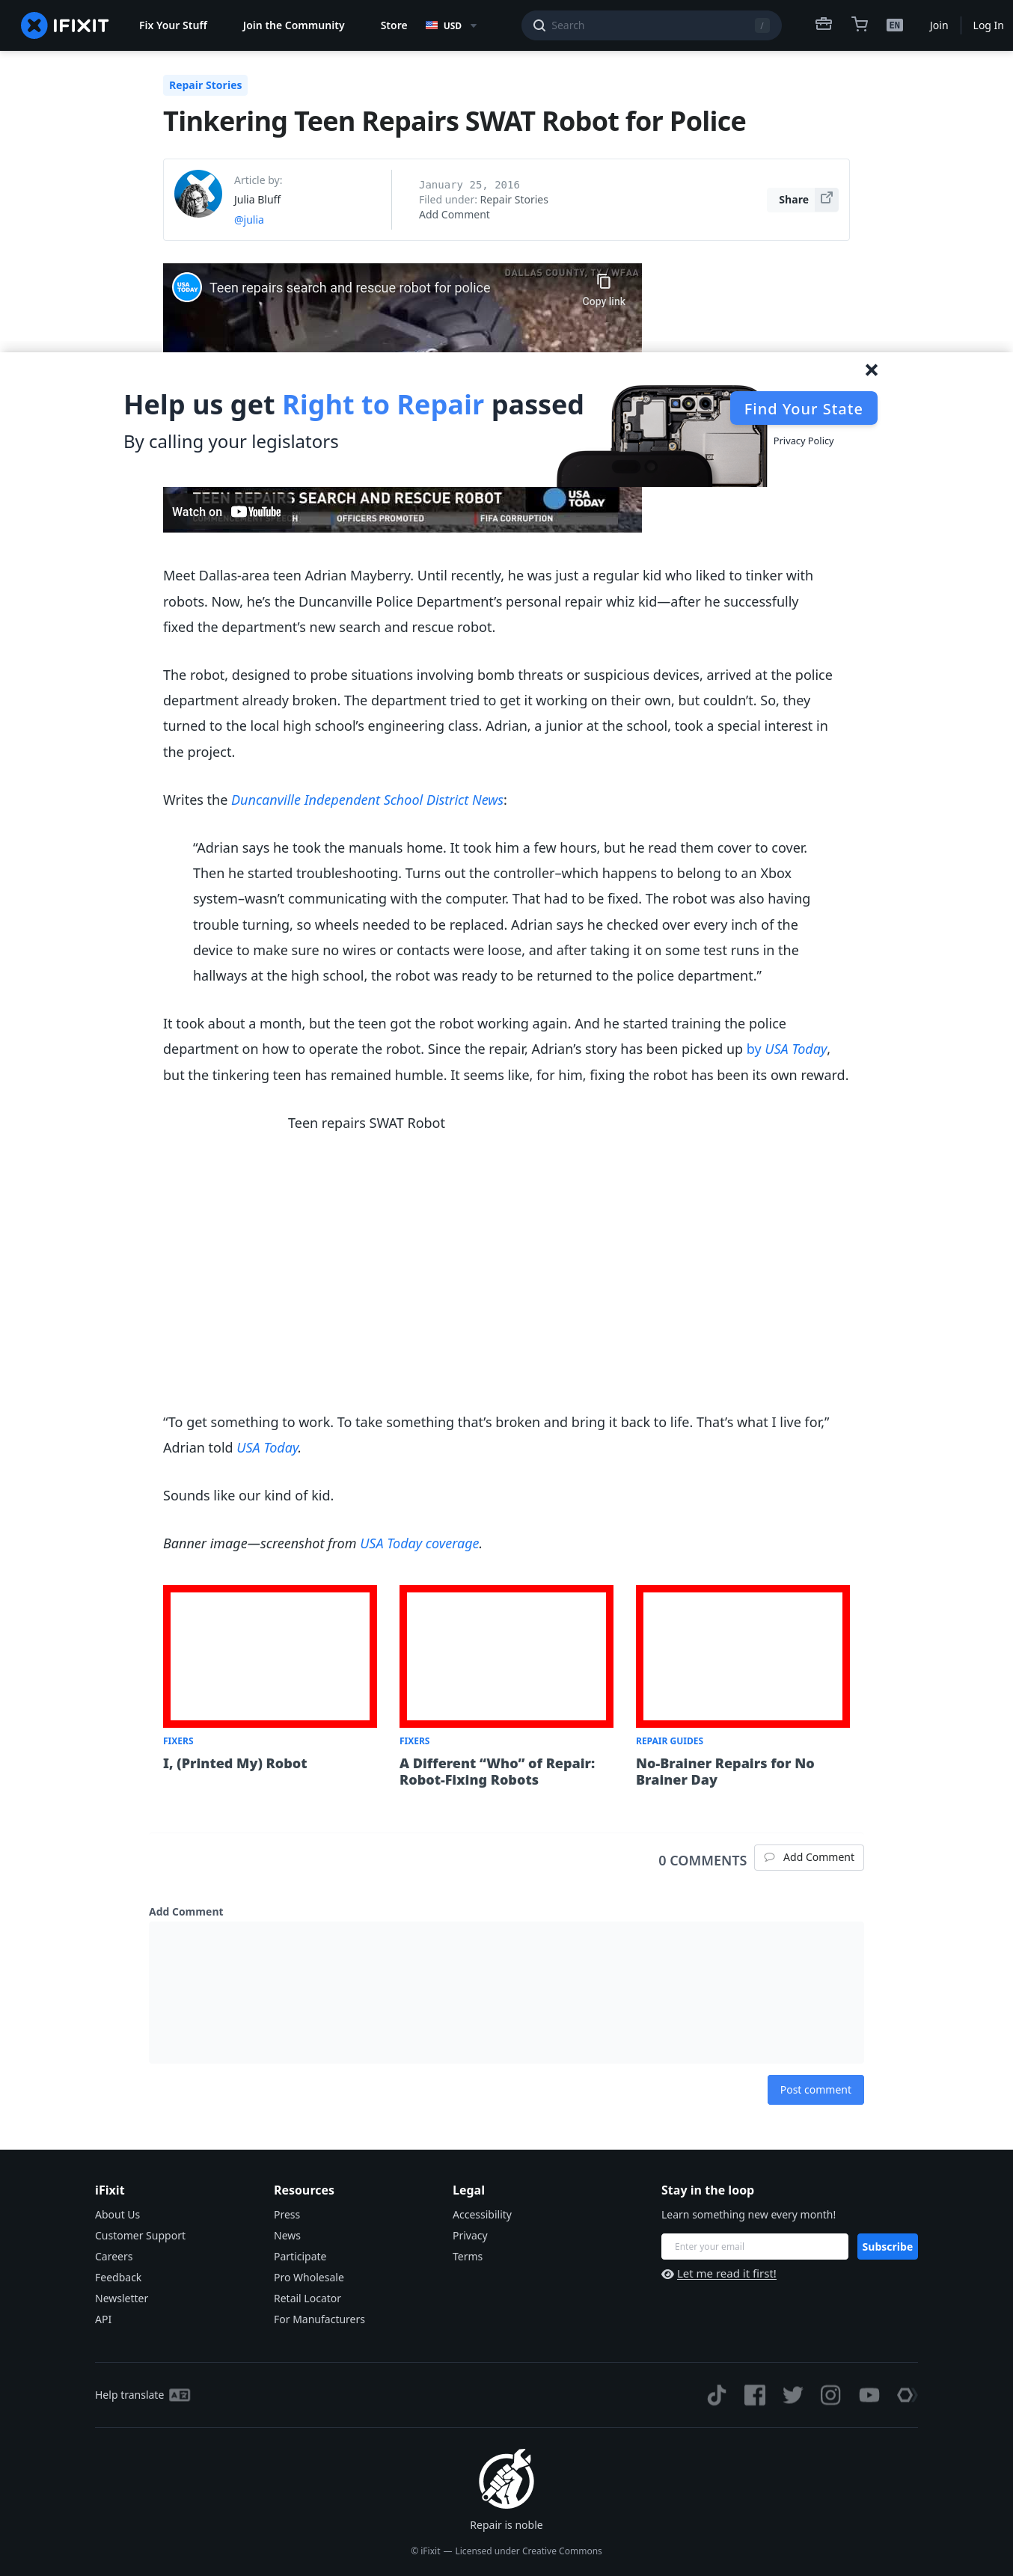 IFIXIT
Fix Your Stuff
Join the Community
Store
USD
Search
/
EN
Join
Log In
Repair Stories
Tinkering Teen Repairs SWAT Robot for Police
Article by:
Julia Bluff
@julia
January 25, 2016
Filed under: Repair Stories
Add Comment
Share
DALLAS COUNTY, TX / WFAA
USA TODAY
Teen repairs search and rescue robot for police
Copy link
Help us get Right to Repair passed
By calling your legislators
Find Your State
Privacy Policy
TEEN REPAIRS SEARCH AND RESCUE ROBOT
USA TODAY
Watch on YouTube
COMMENCEMENT SPEECH
OFFICERS PROMOTED
FIFA CORRUPTION
Meet Dallas-area teen Adrian Mayberry. Until recently, he was just a regular kid who liked to tinker with
robots. Now, he’s the Duncanville Police Department’s personal repair whiz kid—after he successfully
fixed the department’s new search and rescue robot.
The robot, designed to probe situations involving bomb threats or suspicious devices, arrived at the police
department already broken. The department tried to get it working on their own, but couldn’t. So, they
turned to the local high school’s engineering class. Adrian, a junior at the school, took a special interest in
the project.
Writes the Duncanville Independent School District News:
“Adrian says he took the manuals home. It took him a few hours, but he read them cover to cover.
Then he started troubleshooting. Turns out the controller–which happens to belong to an Xbox
system–wasn’t communicating with the computer. That had to be fixed. The robot was also having
trouble turning, so wheels needed to be replaced. Adrian says he checked over every inch of the
device to make sure no wires or contacts were loose, and after taking it on some test runs in the
hallways at the high school, the robot was ready to be returned to the police department.”
It took about a month, but the teen got the robot working again. And he started training the police
department on how to operate the robot. Since the repair, Adrian’s story has been picked up by USA Today,
but the tinkering teen has remained humble. It seems like, for him, fixing the robot has been its own reward.
Teen repairs SWAT Robot
“To get something to work. To take something that’s broken and bring it back to life. That’s what I live for,”
Adrian told USA Today.
Sounds like our kind of kid.
Banner image—screenshot from USA Today coverage.
FIXERS
I, (Printed My) Robot
FIXERS
A Different “Who” of Repair:
Robot-Fixing Robots
REPAIR GUIDES
No-Brainer Repairs for No
Brainer Day
0 COMMENTS
Add Comment
Add Comment
Post comment
iFixit
About Us
Customer Support
Careers
Feedback
Newsletter
API
Resources
Press
News
Participate
Pro Wholesale
Retail Locator
For Manufacturers
Legal
Accessibility
Privacy
Terms
Stay in the loop
Learn something new every month!
Enter your email
Subscribe
Let me read it first!
Help translate
Repair is noble
© iFixit — Licensed under Creative Commons